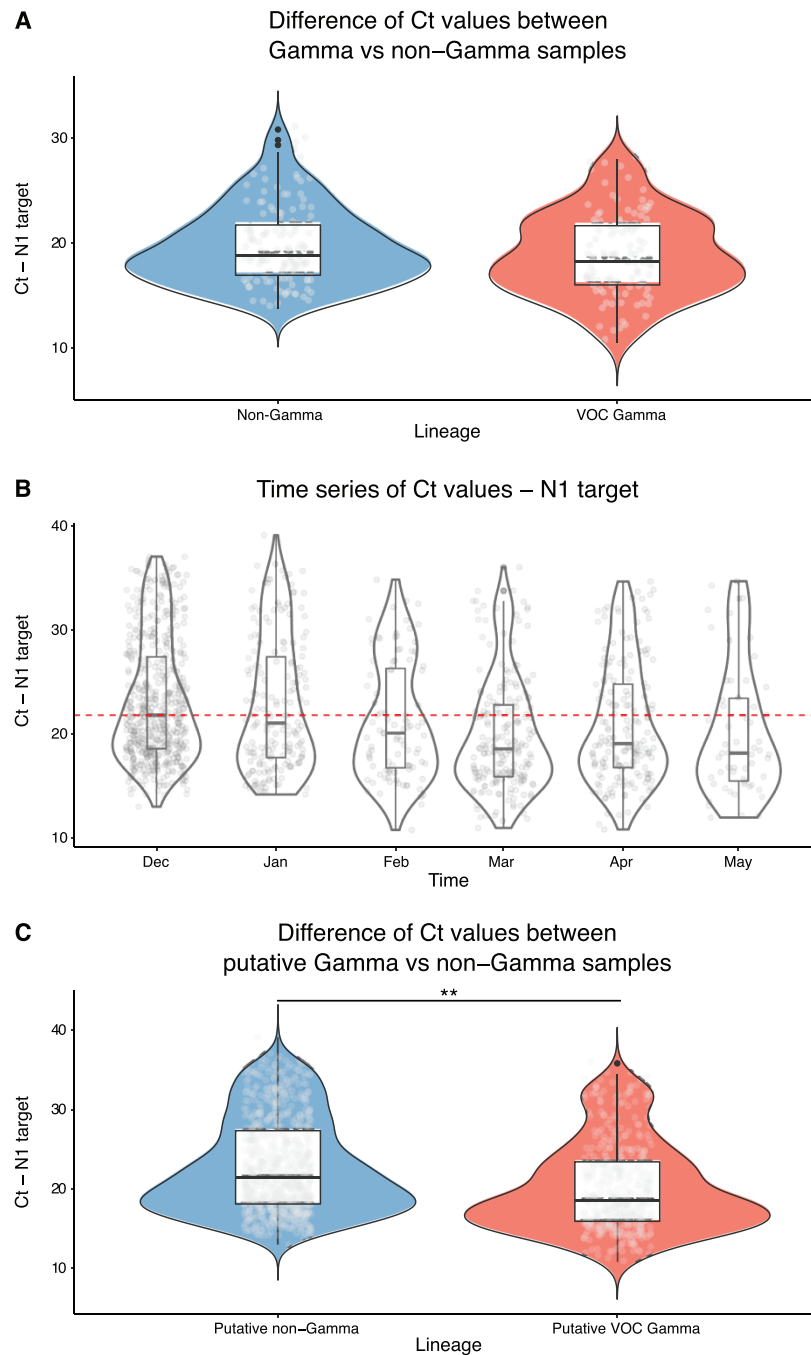 A
Difference of Ct values between
Gamma vs non–Gamma samples
Ct – N1 target
30
20
10
Non-Gamma VOC Gamma
Lineage
B
Time series of Ct values – N1 target
Ct – N1 target
40
30
20
10
Dec Jan Feb Mar Apr May
Time
C
Difference of Ct values between
putative Gamma vs non–Gamma samples
**
Ct – N1 target
40
30
20
10
Putative non–Gamma Putative VOC Gamma
Lineage